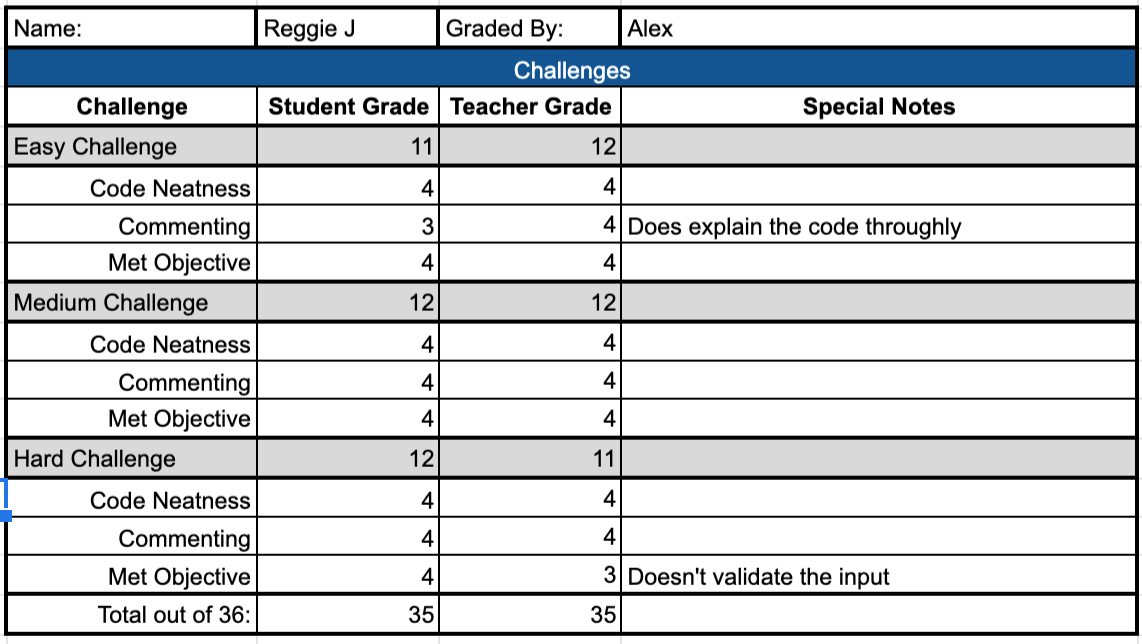 Name: Reggie J Graded By: Alex
Challenges
Challenge Student Grade Teacher Grade Special Notes
Easy Challenge 11 12
Code Neatness 4 4
Commenting 3 4 Does explain the code throughly
Met Objective 4 4
Medium Challenge 12 12
Code Neatness 4 4
Commenting 4 4
Met Objective 4 4
Hard Challenge 12 11
Code Neatness 4 4
Commenting 4 4
Met Objective 4 3 Doesn't validate the input
Total out of 36: 35 35